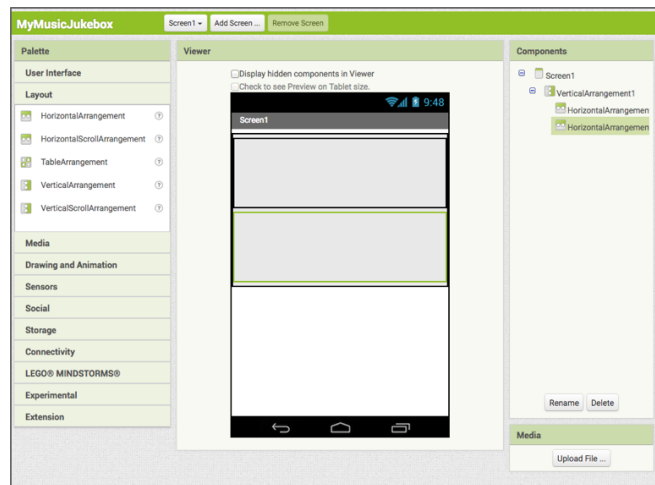 MyMusicJukebox
Screen1
Add Screen ...
Remove Screen
Palette
User Interface
Layout
HorizontalArrangement
HorizontalScrollArrangement
TableArrangement
VerticalArrangement
VerticalScrollArrangement
Media
Drawing and Animation
Sensors
Social
Storage
Connectivity
LEGO® MINDSTORMS®
Experimental
Extension
Viewer
Display hidden components in Viewer
Check to see Preview on Tablet size.
9:48
Screen1
Components
Screen1
VerticalArrangement1
HorizontalArrangemen
HorizontalArrangemen
Rename
Delete
Media
Upload File ...